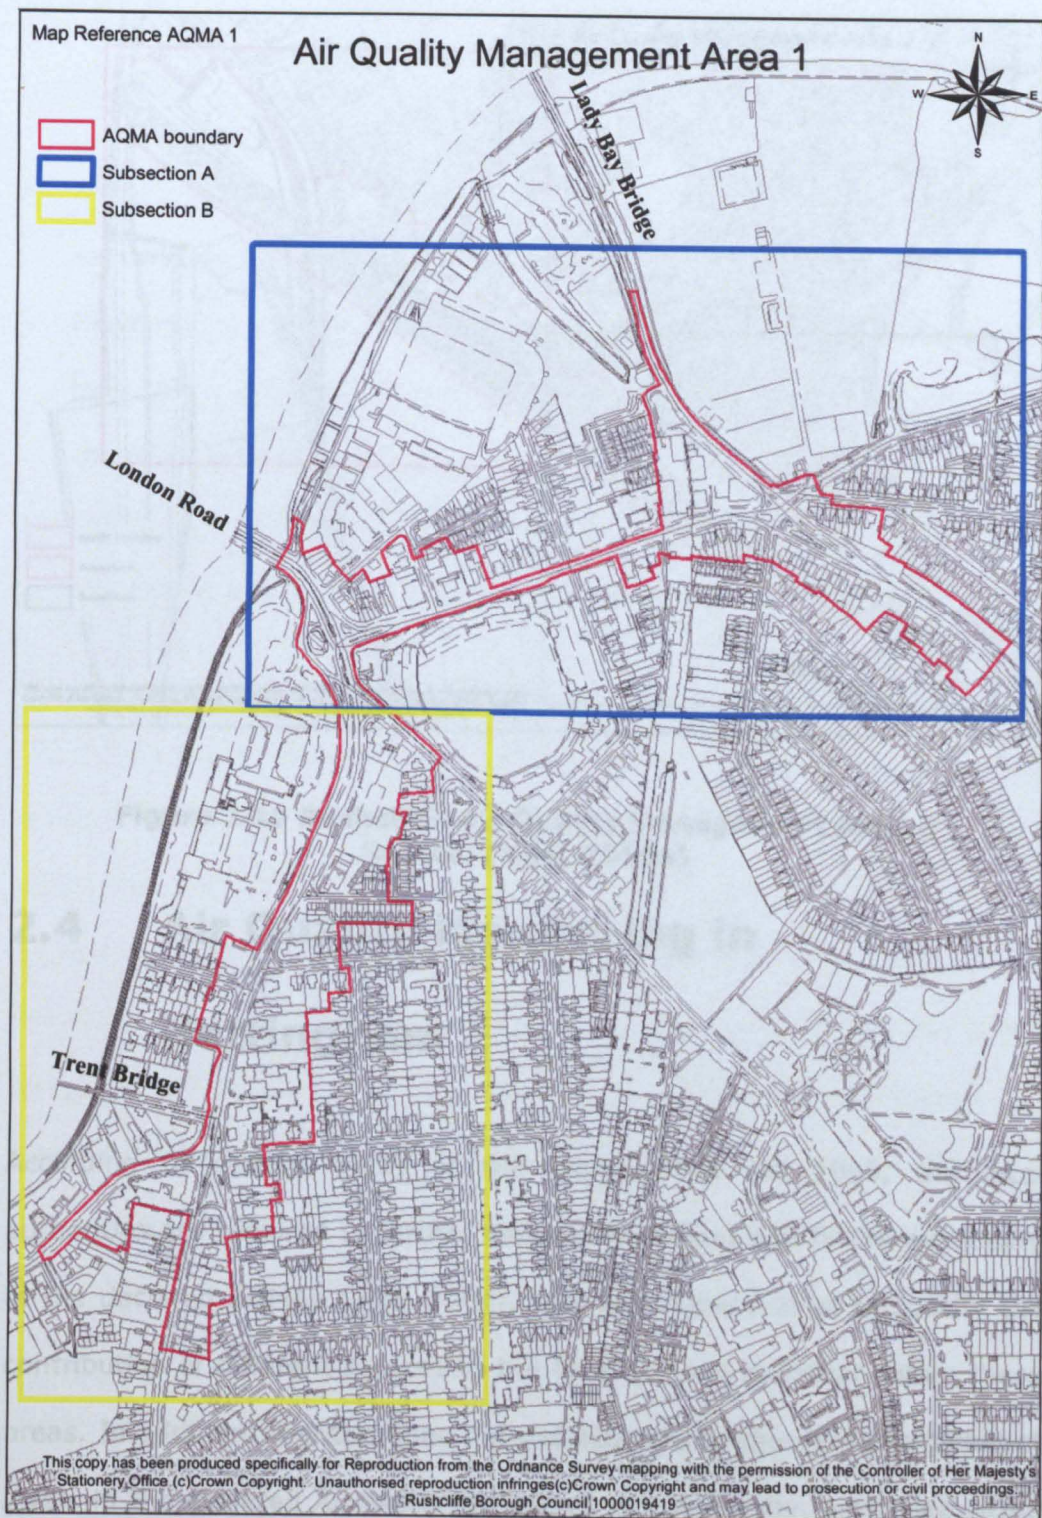 Map Reference AQMA 1
Air Quality Management Area 1
N
W
E
S
AQMA boundary
Subsection A
Subsection B
Lady Bay Bridge
London Road
Trent Bridge
2.4
This copy has been produced specifically for Reproduction from the Ordnance Survey mapping with the permission of the Controller of Her Majesty's
Stationery Office (c)Crown Copyright. Unauthorised reproduction infringes(c)Crown Copyright and may lead to prosecution or civil proceedings.
Rushcliffe Borough Council 1000019419